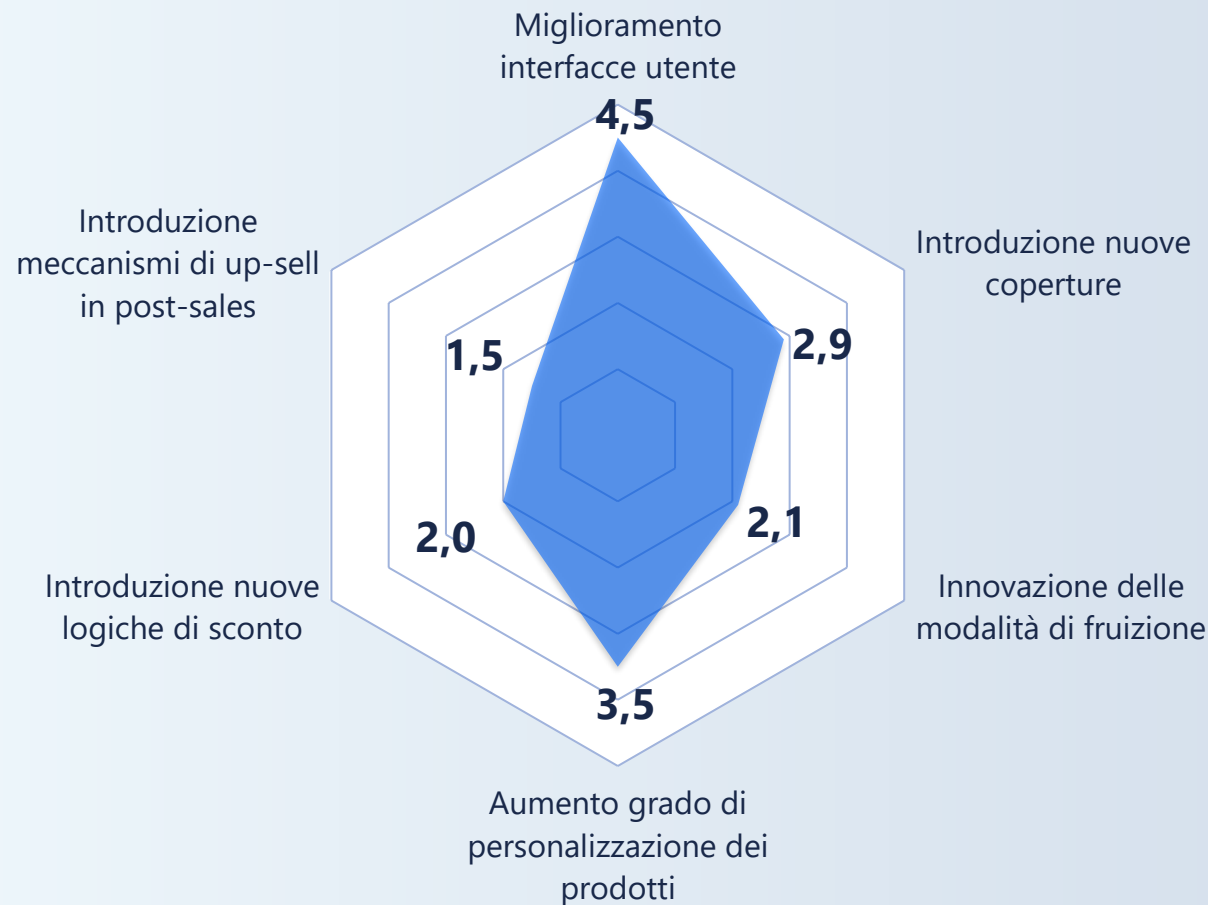 Miglioramento
interfacce utente
4,5
Introduzione
meccanismi di up-sell
in post-sales
Introduzione nuove
coperture
1,5
2,9
2,0
2,1
Introduzione nuove
logiche di sconto
Innovazione delle
modalità di fruizione
3,5
Aumento grado di
personalizzazione dei
prodotti